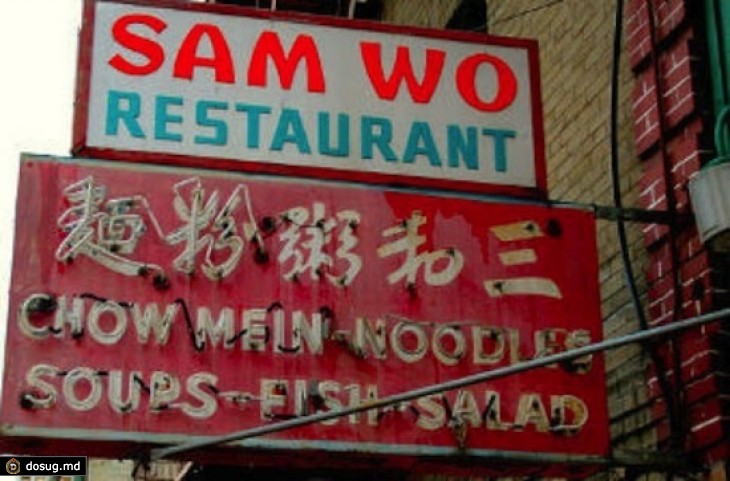 SAM WO
RESTAURANT
麵粉粥和三
CHOW MEIN-NOODLES
SOUPS-FISH-SALAD
dosug.md